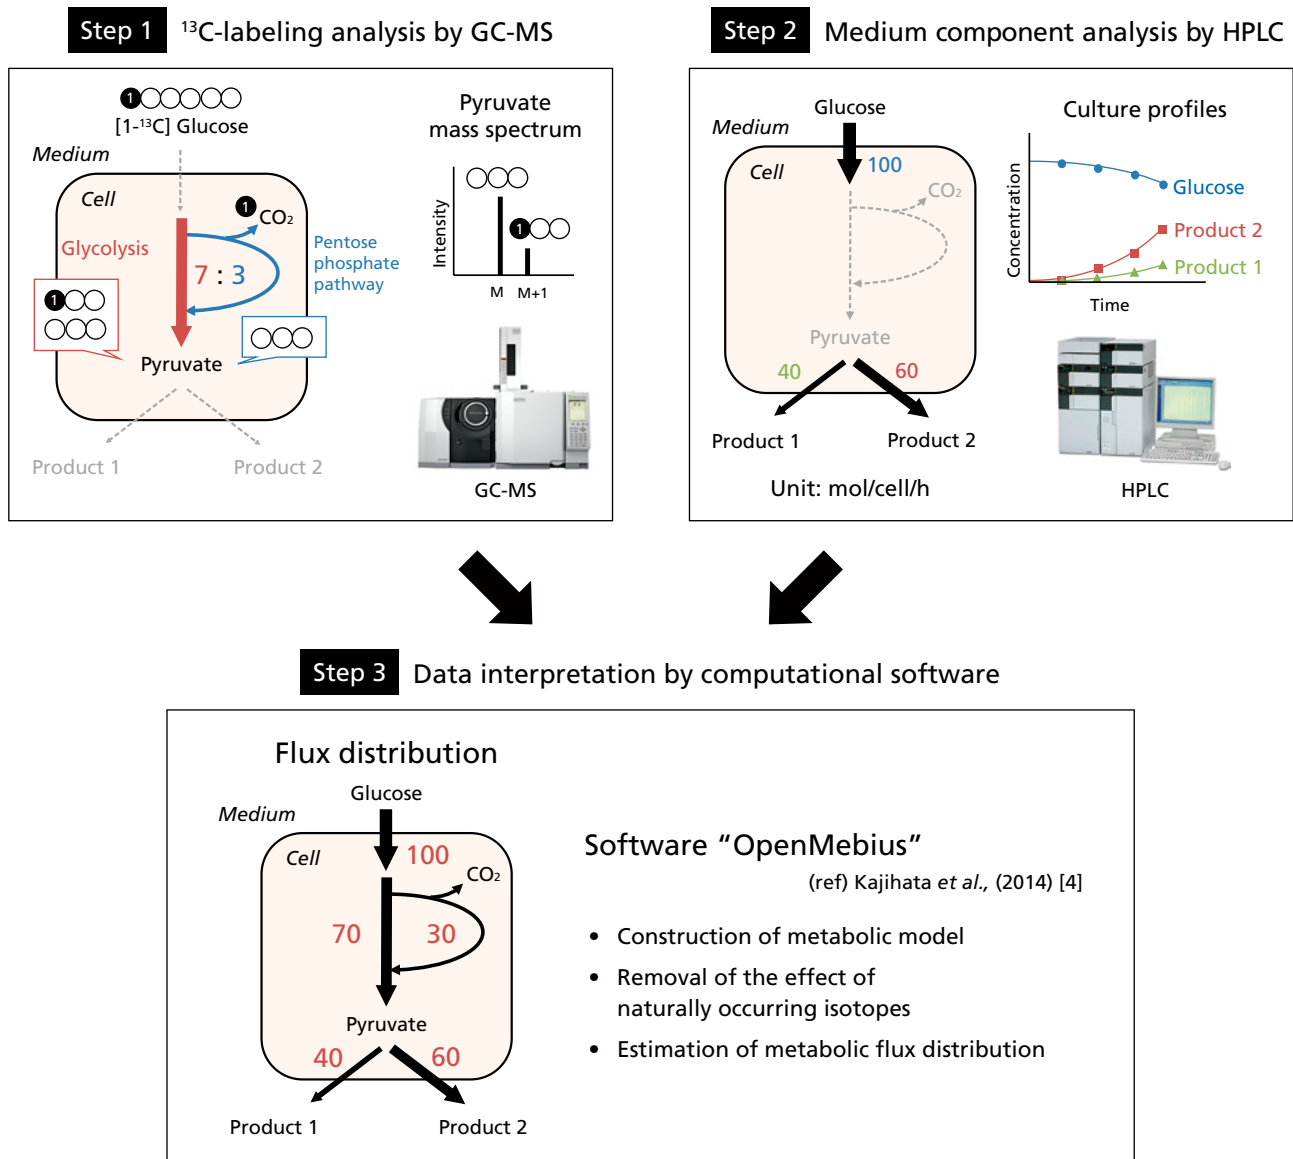 Step 1 ¹³C-labeling analysis by GC-MS
1
[1-¹³C] Glucose
Medium
Cell
1
CO₂
Glycolysis
Pentose
phosphate
pathway
7 : 3
1
Pyruvate
Product 1
Product 2
Pyruvate
mass spectrum
Intensity
1
M
M+1
GC-MS
Step 2 Medium component analysis by HPLC
Glucose
Medium
Cell
100
CO₂
Pyruvate
40
60
Product 1
Product 2
Unit: mol/cell/h
Culture profiles
Concentration
Glucose
Product 2
Product 1
Time
HPLC
Step 3 Data interpretation by computational software
Flux distribution
Glucose
Medium
Cell
100
CO₂
70
30
Pyruvate
40
60
Product 1
Product 2
Software “OpenMebius”
(ref) Kajihata et al., (2014) [4]
• Construction of metabolic model
• Removal of the effect of
naturally occurring isotopes
• Estimation of metabolic flux distribution